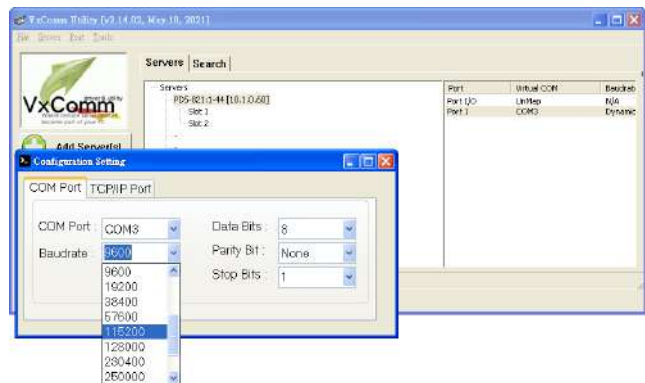 VxComm Utility [v2.14.02, May 10, 2021]
File Server Port Tools
Servers Search
VxComm
Add Server(s)
Servers
PDS-821:1-44 [10.1.0.60]
Slot 1
Slot 2
Port Virtual COM Baudrat
Port I/O UnMap N/A
Port 1 COM3 Dynamic
Configuration Setting
COM Port TCP/IP Port
COM Port : COM3
Baudrate : 9600
9600
19200
38400
57600
115200
128000
230400
250000
Data Bits : 8
Parity Bit : None
Stop Bits : 1